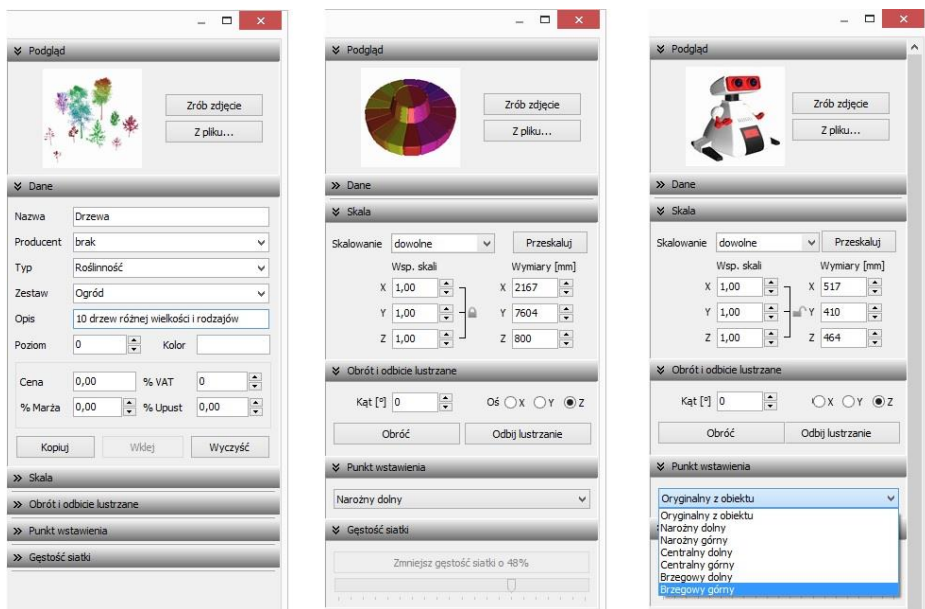 Podgląd
Zrób zdjęcie
Z pliku...
Dane
Nazwa Drzewa
Producent brak
Typ Roślinność
Zestaw Ogród
Opis 10 drzew różnej wielkości i rodzajów
Poziom 0 Kolor
Cena 0,00 % VAT 0
% Marża 0,00 % Upust 0,00
Kopiuj Wklej Wyczyść
Skala
Obrót i odbicie lustrzane
Punkt wstawienia
Gęstość siatki
Podgląd
Zrób zdjęcie
Z pliku...
Dane
Skala
Skalowanie dowolne Przeskaluj
Wsp. skali Wymiary [mm]
X 1,00 X 2167
Y 1,00 Y 7604
Z 1,00 Z 800
Obrót i odbicie lustrzane
Kąt [°] 0 Oś X Y Z
Obróć Odbij lustrzanie
Punkt wstawienia
Narożny dolny
Gęstość siatki
Zmniejsz gęstość siatki o 48%
Podgląd
Zrób zdjęcie
Z pliku...
Dane
Skala
Skalowanie dowolne Przeskaluj
Wsp. skali Wymiary [mm]
X 1,00 X 517
Y 1,00 Y 410
Z 1,00 Z 464
Obrót i odbicie lustrzane
Kąt [°] 0 X Y Z
Obróć Odbij lustrzanie
Punkt wstawienia
Oryginalny z obiektu
Oryginalny z obiektu
Narożny dolny
Narożny górny
Centralny dolny
Centralny górny
Brzegowy dolny
Brzegowy górny